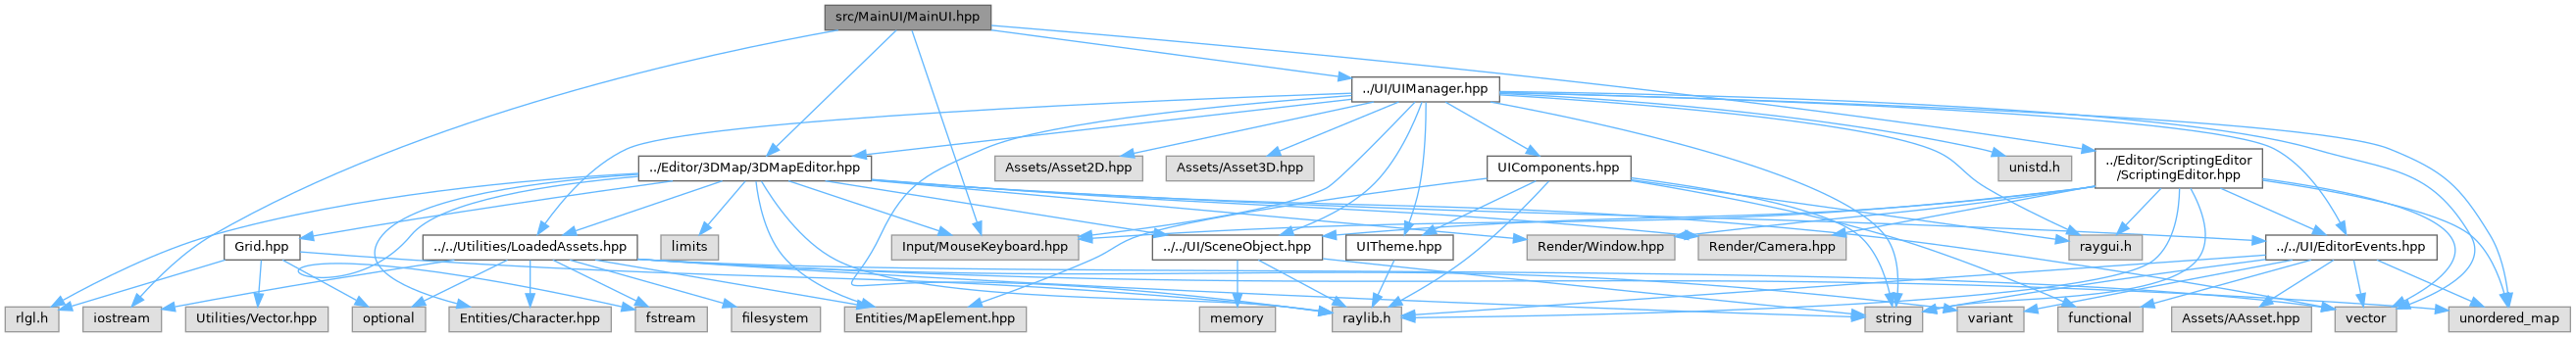 src/MainUI/MainUI.hpp
../UI/UIManager.hpp
../Editor/3DMap/3DMapEditor.hpp
Assets/Asset2D.hpp
Assets/Asset3D.hpp
UIComponents.hpp
unistd.h
../Editor/ScriptingEditor
/ScriptingEditor.hpp
Grid.hpp
../../Utilities/LoadedAssets.hpp
limits
Input/MouseKeyboard.hpp
../../UI/SceneObject.hpp
UITheme.hpp
Render/Window.hpp
Render/Camera.hpp
raygui.h
../../UI/EditorEvents.hpp
rlgl.h
iostream
Utilities/Vector.hpp
optional
Entities/Character.hpp
fstream
filesystem
Entities/MapElement.hpp
memory
raylib.h
string
variant
functional
Assets/AAsset.hpp
vector
unordered_map